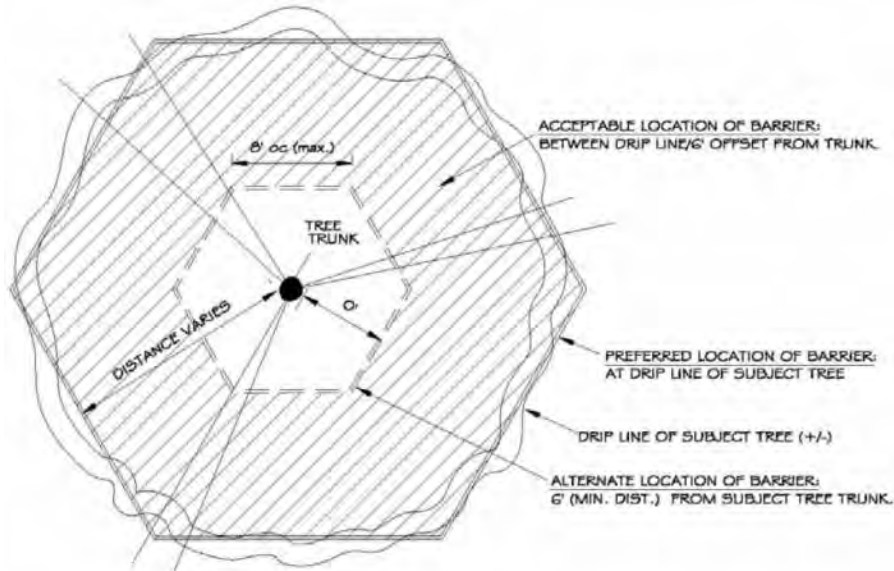 8' oc (max.)
ACCEPTABLE LOCATION OF BARRIER:
BETWEEN DRIP LINE/6' OFFSET FROM TRUNK.
TREE
TRUNK
O'
DISTANCE VARIES
PREFERRED LOCATION OF BARRIER:
AT DRIP LINE OF SUBJECT TREE
DRIP LINE OF SUBJECT TREE (+/-)
ALTERNATE LOCATION OF BARRIER:
6' (MIN. DIST.) FROM SUBJECT TREE TRUNK.